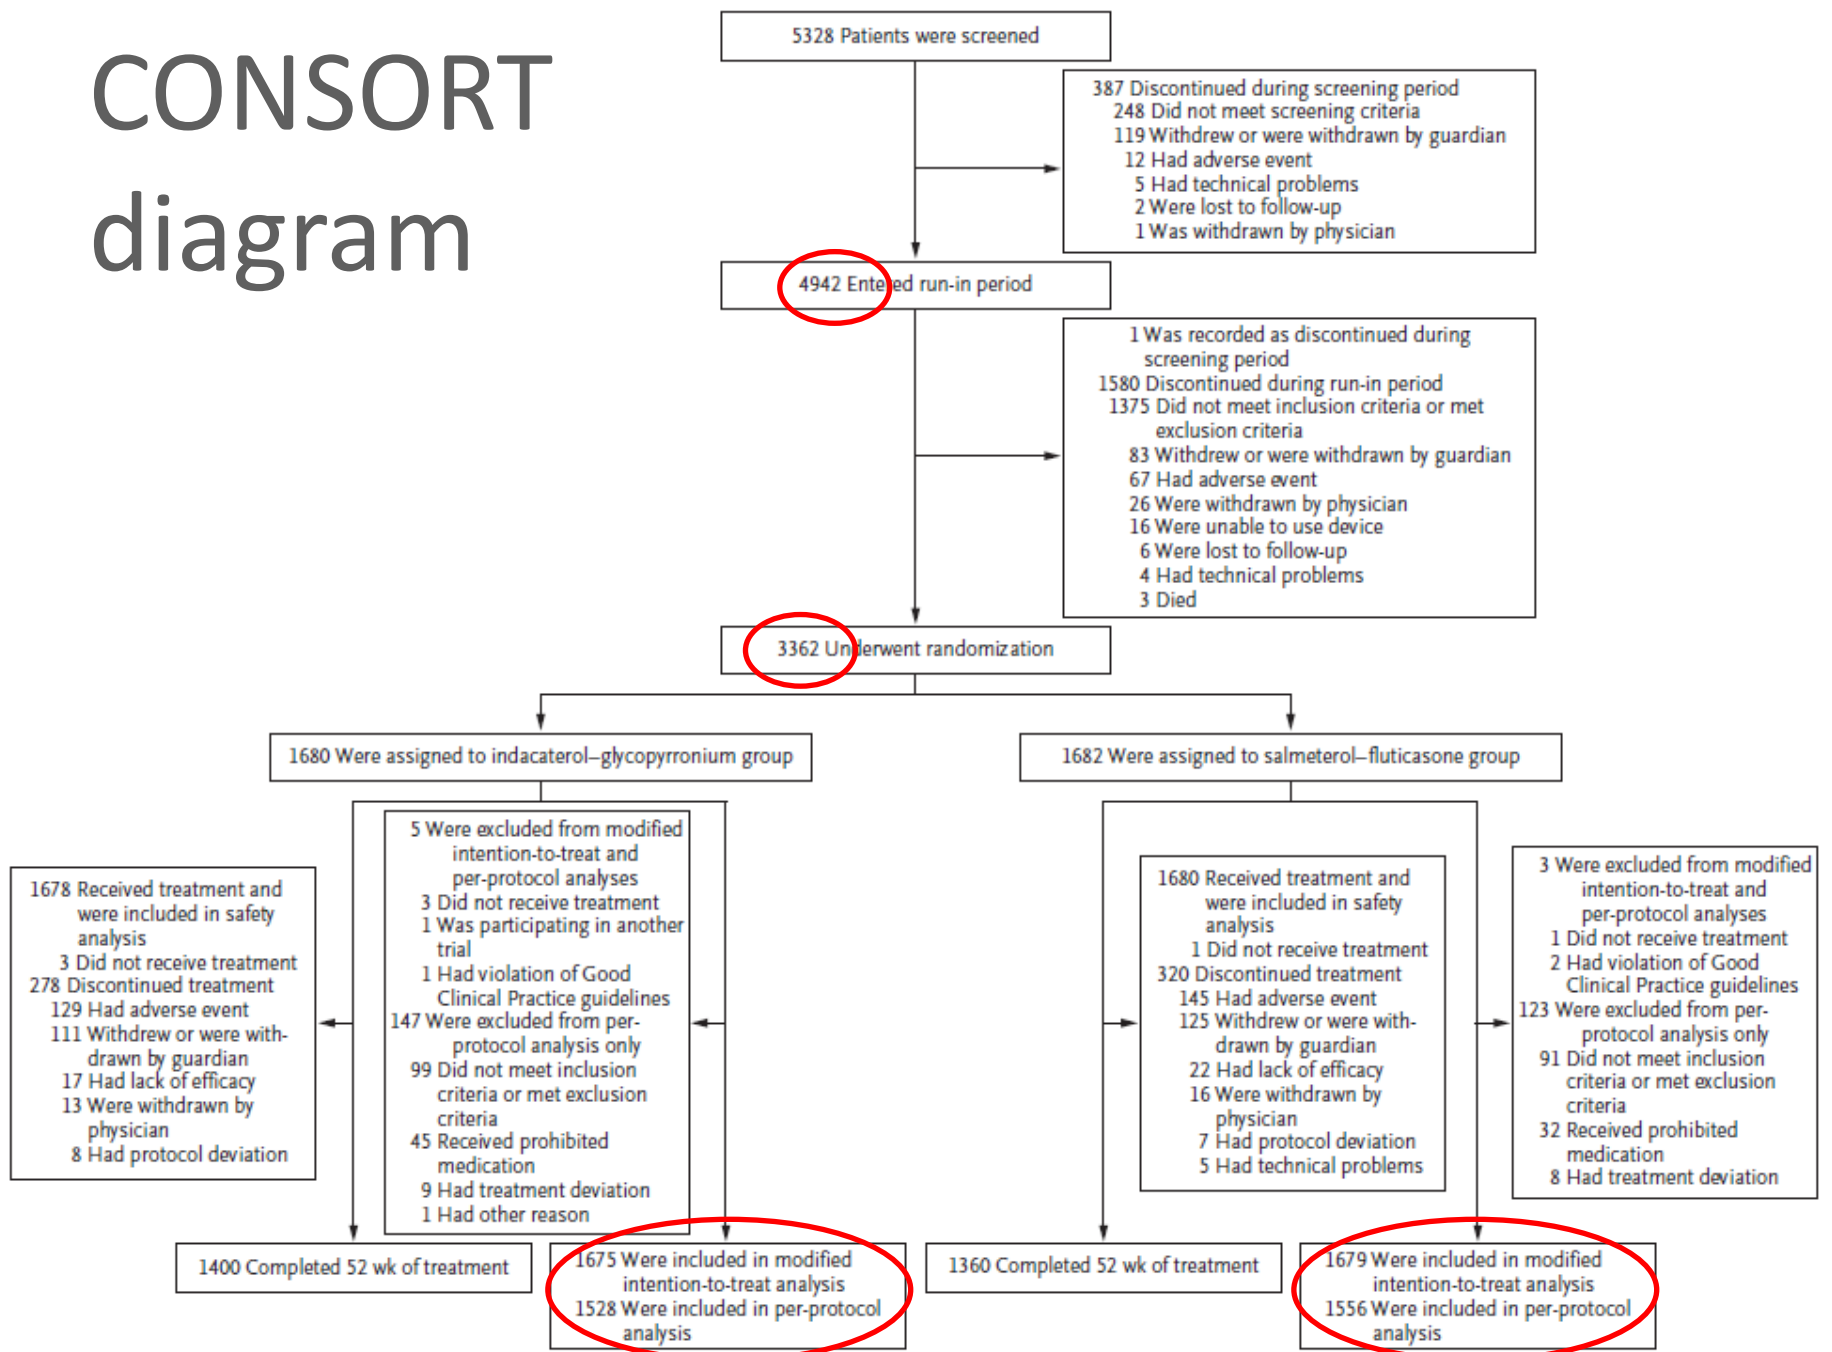 CONSORT
diagram
5328 Patients were screened
387 Discontinued during screening period
248 Did not meet screening criteria
119 Withdrew or were withdrawn by guardian
12 Had adverse event
5 Had technical problems
2 Were lost to follow-up
1 Was withdrawn by physician
4942 Entered run-in period
1 Was recorded as discontinued during
screening period
1580 Discontinued during run-in period
1375 Did not meet inclusion criteria or met
exclusion criteria
83 Withdrew or were withdrawn by guardian
67 Had adverse event
26 Were withdrawn by physician
16 Were unable to use device
6 Were lost to follow-up
4 Had technical problems
3 Died
3362 Underwent randomization
1680 Were assigned to indacaterol–glycopyrronium group
1682 Were assigned to salmeterol–fluticasone group
1678 Received treatment and
were included in safety
analysis
3 Did not receive treatment
278 Discontinued treatment
129 Had adverse event
111 Withdrew or were with-
drawn by guardian
17 Had lack of efficacy
13 Were withdrawn by
physician
8 Had protocol deviation
5 Were excluded from modified
intention-to-treat and
per-protocol analyses
3 Did not receive treatment
1 Was participating in another
trial
1 Had violation of Good
Clinical Practice guidelines
147 Were excluded from per-
protocol analysis only
99 Did not meet inclusion
criteria or met exclusion
criteria
45 Received prohibited
medication
9 Had treatment deviation
1 Had other reason
1680 Received treatment and
were included in safety
analysis
1 Did not receive treatment
320 Discontinued treatment
145 Had adverse event
125 Withdrew or were with-
drawn by guardian
22 Had lack of efficacy
16 Were withdrawn by
physician
7 Had protocol deviation
5 Had technical problems
3 Were excluded from modified
intention-to-treat and
per-protocol analyses
1 Did not receive treatment
2 Had violation of Good
Clinical Practice guidelines
123 Were excluded from per-
protocol analysis only
91 Did not meet inclusion
criteria or met exclusion
criteria
32 Received prohibited
medication
8 Had treatment deviation
1400 Completed 52 wk of treatment
1675 Were included in modified
intention-to-treat analysis
1528 Were included in per-protocol
analysis
1360 Completed 52 wk of treatment
1679 Were included in modified
intention-to-treat analysis
1556 Were included in per-protocol
analysis